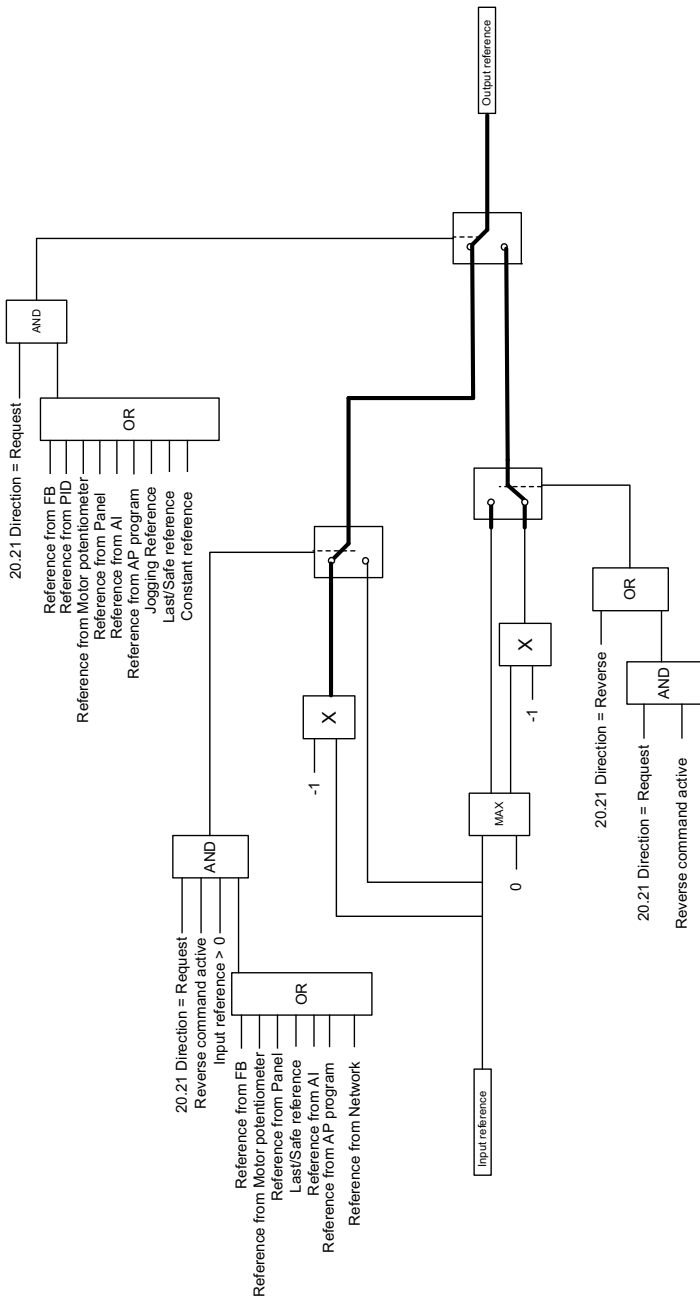 Output reference
AND
20.21 Direction = Request
OR
Reference from FB
Reference from PID
Reference from Motor potentiometer
Reference from Panel
Reference from AI
Reference from AP program
Jogging Reference
Last/Safe reference
Constant reference
AND
20.21 Direction = Request
Reverse command active
Input reference > 0
OR
Reference from FB
Reference from Motor potentiometer
Reference from Panel
Last/Safe reference
Reference from AI
Reference from AP program
Reference from Network
X
-1
X
-1
MAX
0
Input reference
OR
20.21 Direction = Reverse
AND
20.21 Direction = Request
Reverse command active